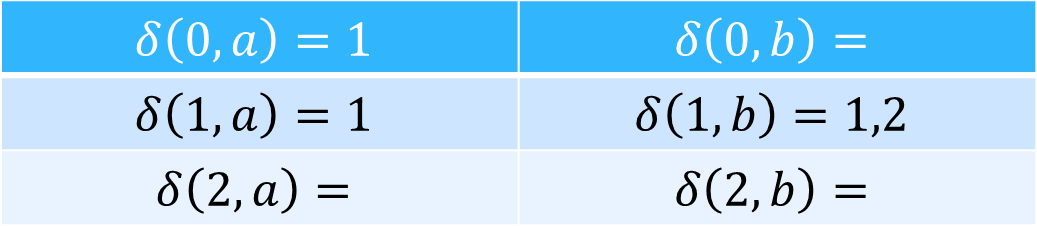 δ(0, a) = 1 δ(0, b) =
δ(1, a) = 1 δ(1, b) = 1,2
δ(2, a) = δ(2, b) =